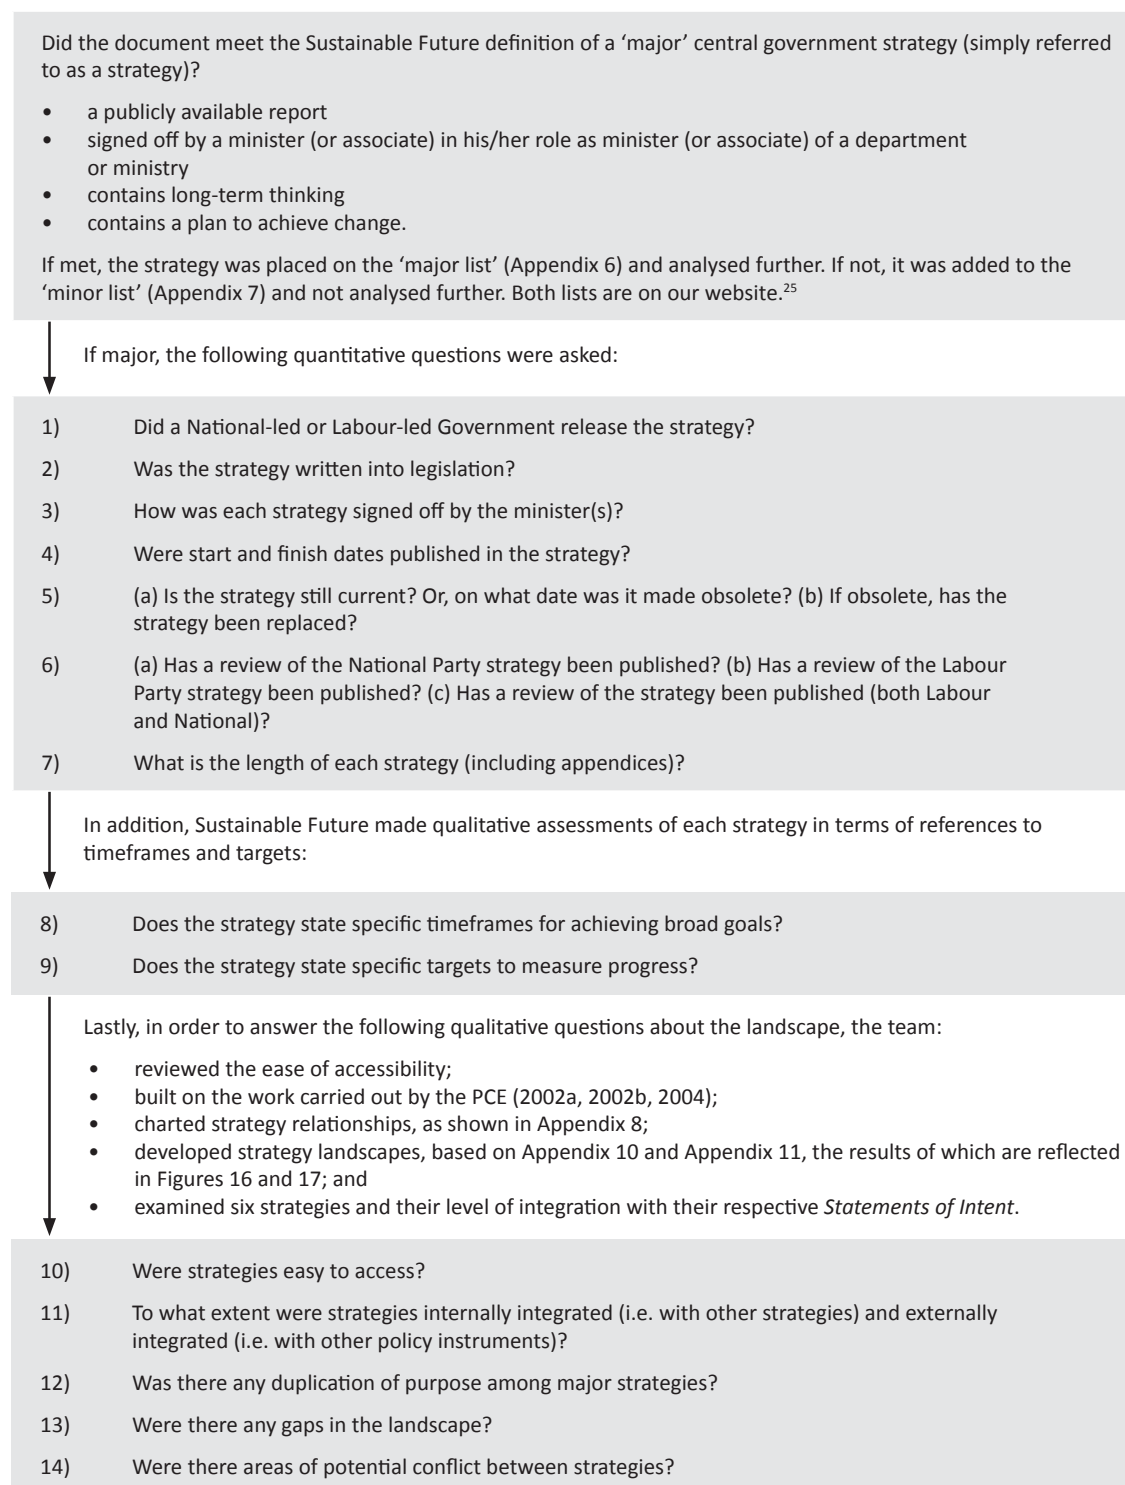 Did the document meet the Sustainable Future definition of a ‘major’ central government strategy (simply referred
to as a strategy)?
• a publicly available report
• signed off by a minister (or associate) in his/her role as minister (or associate) of a department
or ministry
• contains long-term thinking
• contains a plan to achieve change.
If met, the strategy was placed on the ‘major list’ (Appendix 6) and analysed further. If not, it was added to the
‘minor list’ (Appendix 7) and not analysed further. Both lists are on our website.25
If major, the following quantitative questions were asked:
1) Did a National-led or Labour-led Government release the strategy?
2) Was the strategy written into legislation?
3) How was each strategy signed off by the minister(s)?
4) Were start and finish dates published in the strategy?
5) (a) Is the strategy still current? Or, on what date was it made obsolete? (b) If obsolete, has the
strategy been replaced?
6) (a) Has a review of the National Party strategy been published? (b) Has a review of the Labour
Party strategy been published? (c) Has a review of the strategy been published (both Labour
and National)?
7) What is the length of each strategy (including appendices)?
In addition, Sustainable Future made qualitative assessments of each strategy in terms of references to
timeframes and targets:
8) Does the strategy state specific timeframes for achieving broad goals?
9) Does the strategy state specific targets to measure progress?
Lastly, in order to answer the following qualitative questions about the landscape, the team:
• reviewed the ease of accessibility;
• built on the work carried out by the PCE (2002a, 2002b, 2004);
• charted strategy relationships, as shown in Appendix 8;
• developed strategy landscapes, based on Appendix 10 and Appendix 11, the results of which are reflected
in Figures 16 and 17; and
• examined six strategies and their level of integration with their respective Statements of Intent.
10) Were strategies easy to access?
11) To what extent were strategies internally integrated (i.e. with other strategies) and externally
integrated (i.e. with other policy instruments)?
12) Was there any duplication of purpose among major strategies?
13) Were there any gaps in the landscape?
14) Were there areas of potential conflict between strategies?